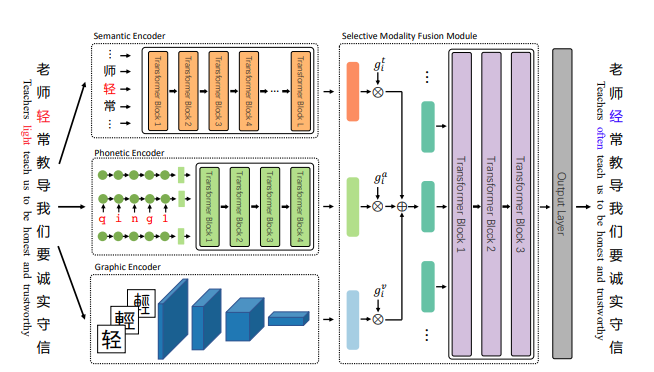 老师轻常教导我们要诚实守信
Teachers light teach us to be honest and trustworthy
Semantic Encoder
⋮
师
轻
常
⋮
Transformer Block 1
Transformer Block 2
Transformer Block 3
Transformer Block 4
...
Transformer Block L
Phonetic Encoder
q i n g 1
Transformer Block 1
Transformer Block 2
Transformer Block 3
Transformer Block 4
Graphic Encoder
轻
輕
輕
Selective Modality Fusion Module
g_i^t
g_i^a
g_i^v
⋮
⋮
Transformer Block 1
Transformer Block 2
Transformer Block 3
Output Layer
老师经常教导我们要诚实守信
Teachers often teach us to be honest and trustworthy